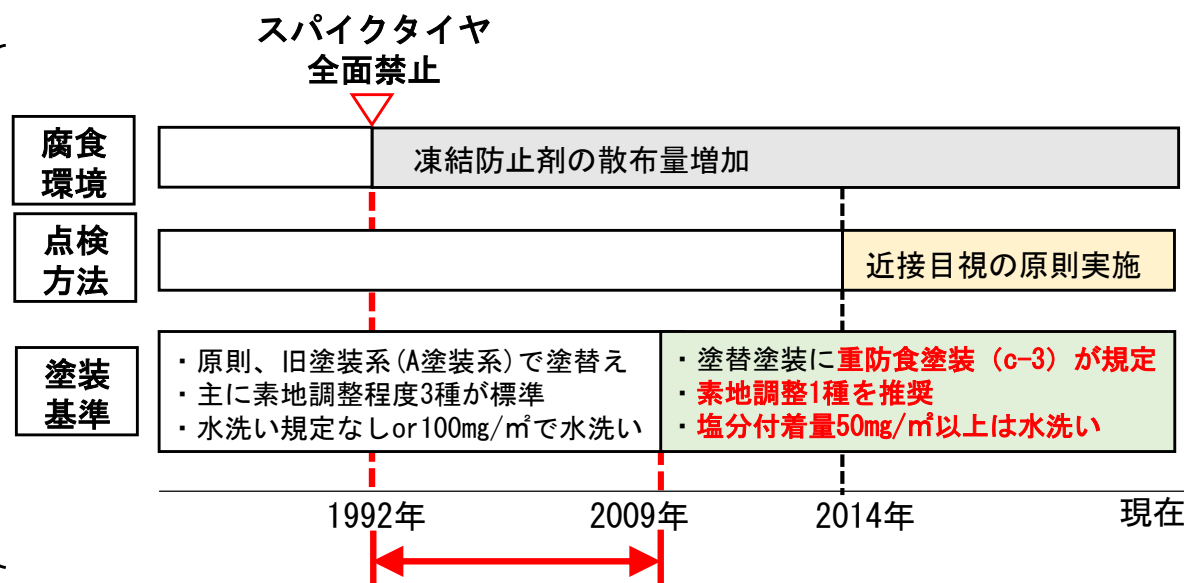 スパイクタイヤ
全面禁止
腐食
環境
凍結防止剤の散布量増加
点検
方法
近接目視の原則実施
塗装
基準
・原則、旧塗装系(A塗装系)で塗替え
・主に素地調整程度3種が標準
・水洗い規定なしor100mg/㎡で水洗い
・塗替塗装に重防食塗装（c-3）が規定
・素地調整1種を推奨
・塩分付着量50mg/㎡以上は水洗い
1992年
2009年
2014年
現在